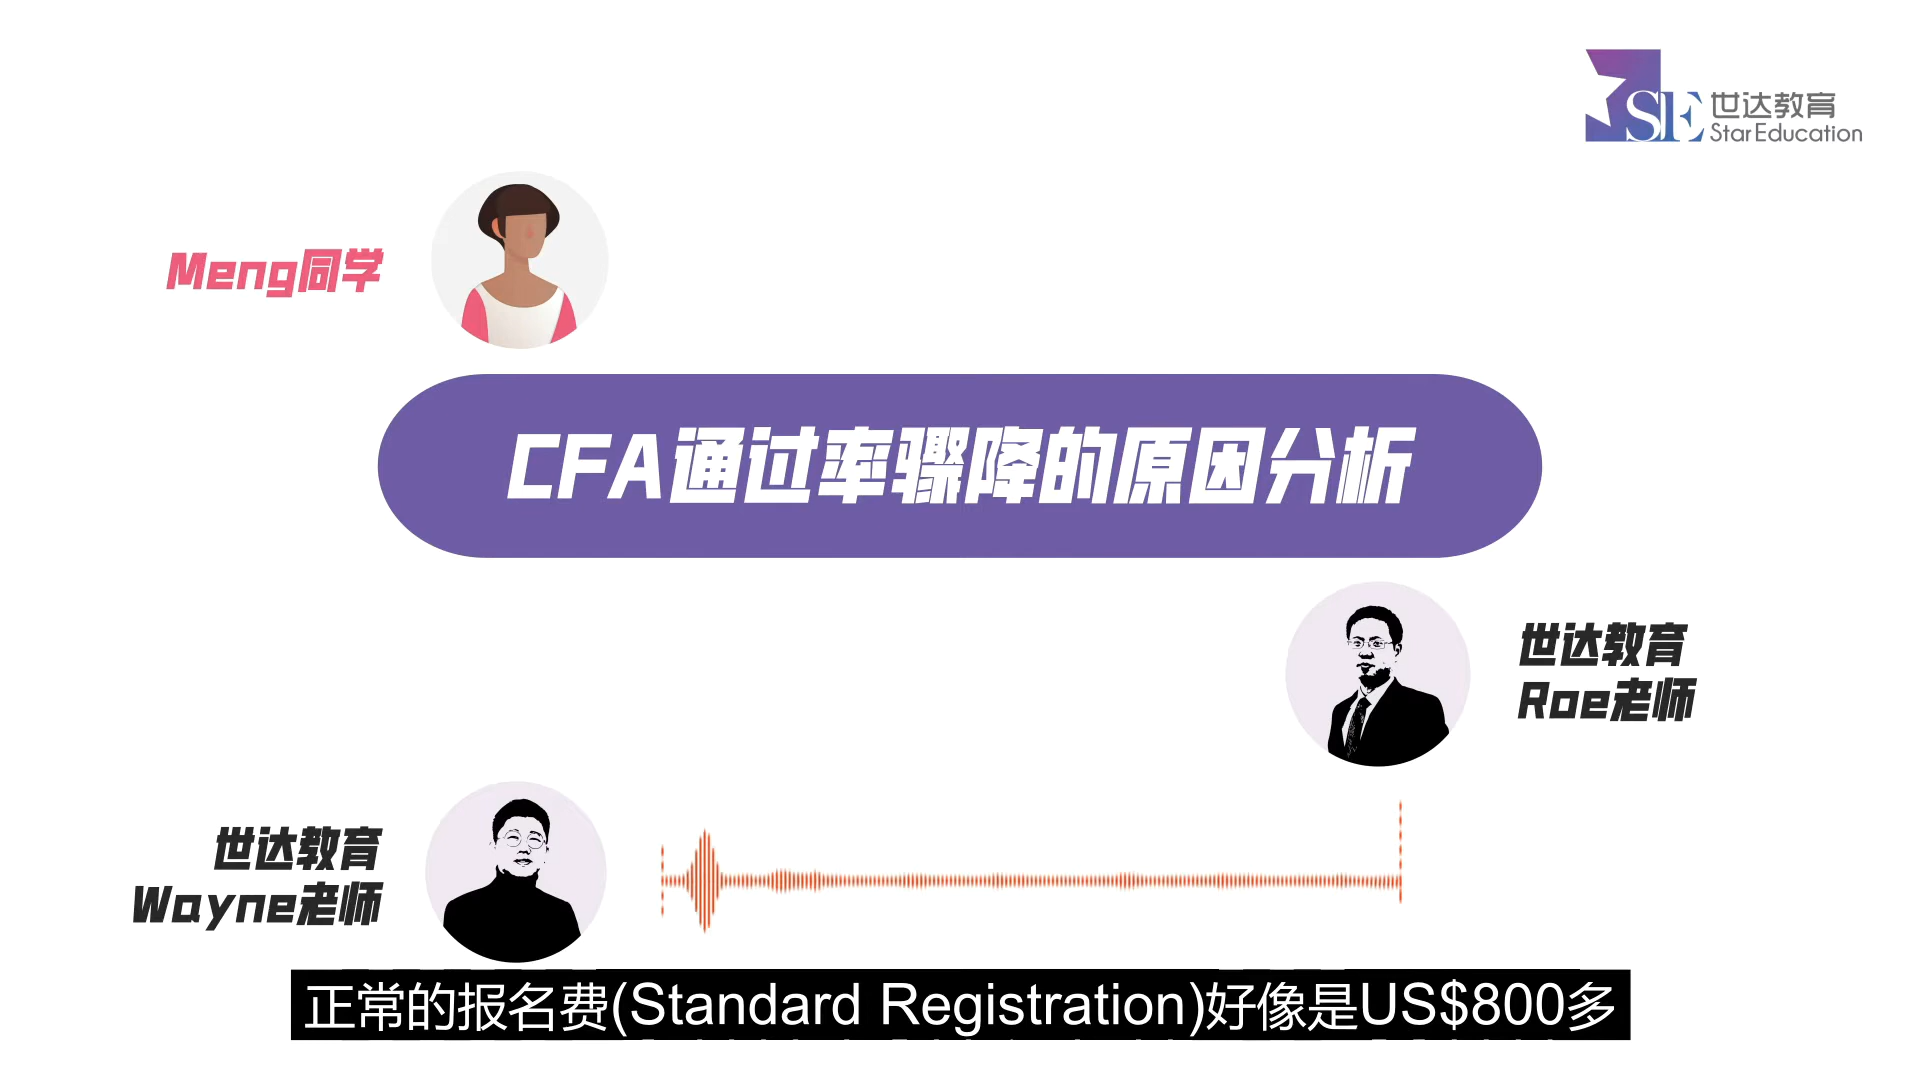 SE 世达教育
Star Education
Meng同学
CFA通过率骤降的原因分析
世达教育
Roe老师
世达教育
Wayne老师
正常的报名费(Standard Registration)好像是US$800多